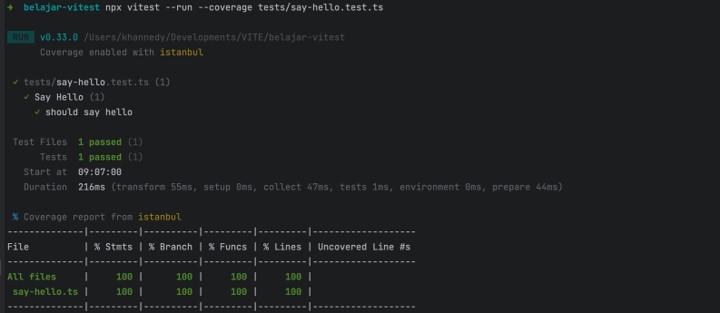 ➜ belajar-vitest npx vitest --run --coverage tests/say-hello.test.ts
RUN v0.33.0 /Users/khannedy/Developments/VITE/belajar-vitest
Coverage enabled with istanbul
✓ tests/say-hello.test.ts (1)
✓ Say Hello (1)
✓ should say hello
Test Files 1 passed (1)
Tests 1 passed (1)
Start at 09:07:00
Duration 216ms (transform 55ms, setup 0ms, collect 47ms, tests 1ms, environment 0ms, prepare 44ms)
% Coverage report from istanbul
--------------|---------|----------|---------|---------|-------------------
File | % Stmts | % Branch | % Funcs | % Lines | Uncovered Line #s
--------------|---------|----------|---------|---------|-------------------
All files | 100 | 100 | 100 | 100 |
say-hello.ts | 100 | 100 | 100 | 100 |
--------------|---------|----------|---------|---------|-------------------